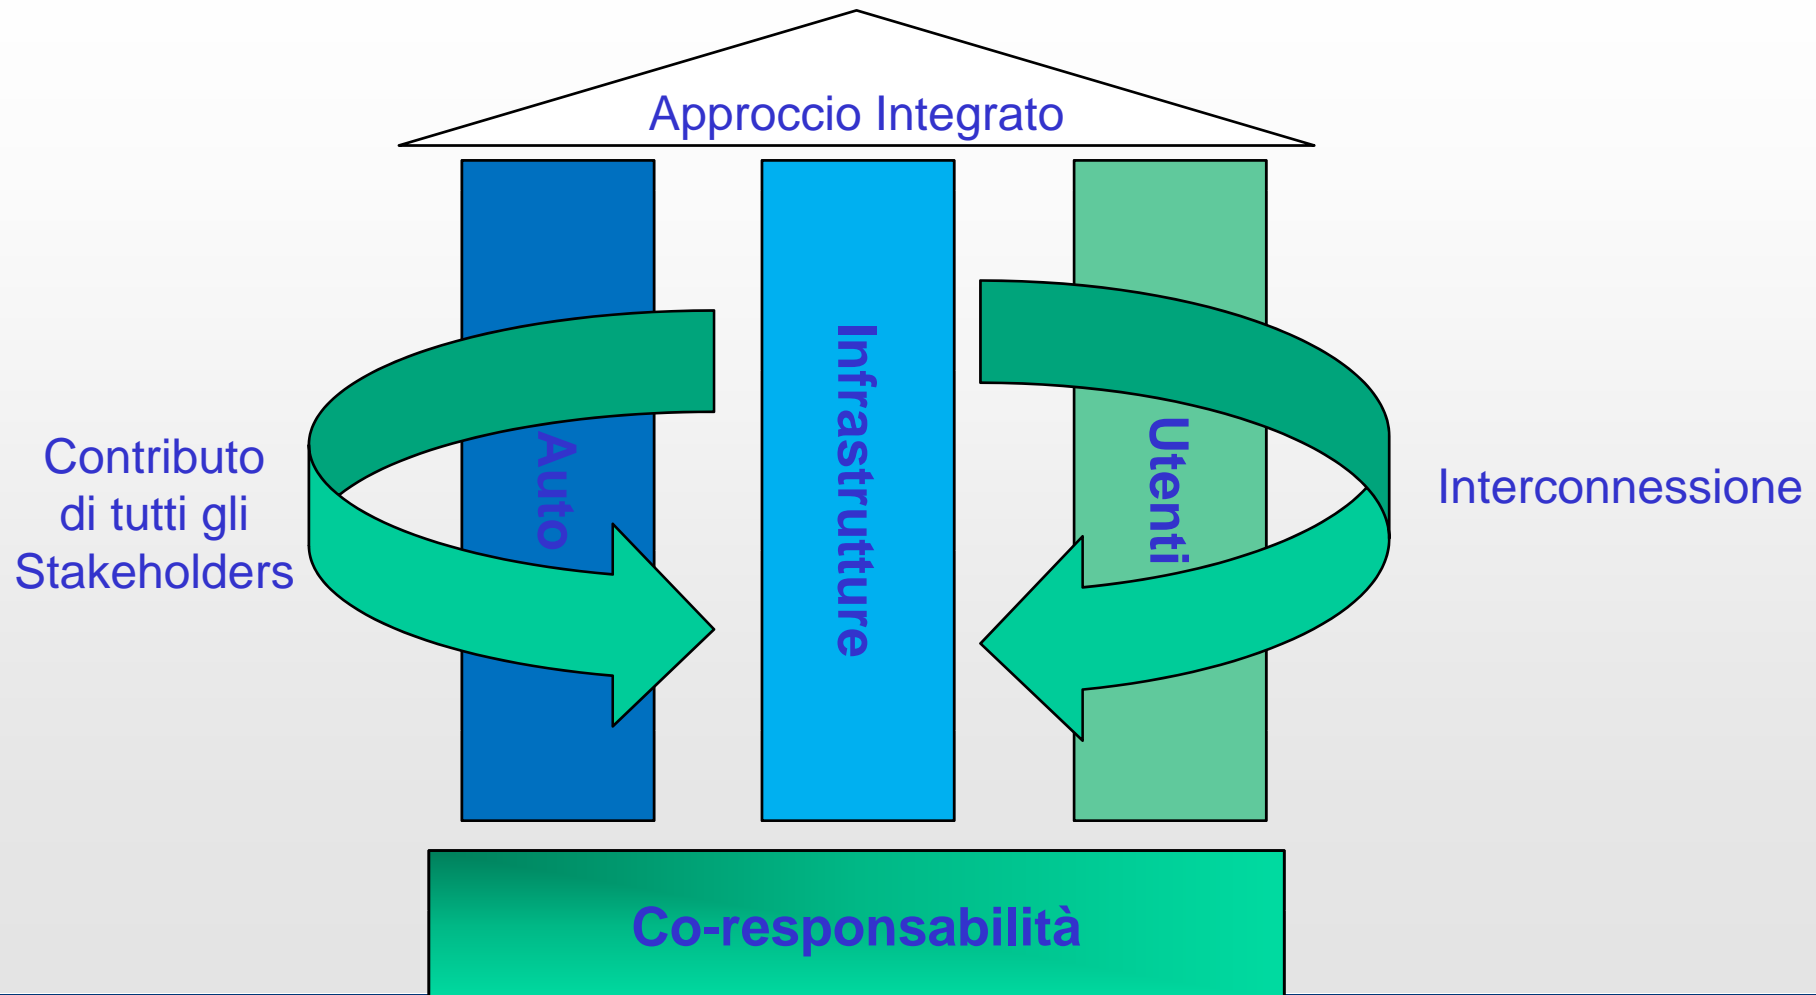 Approccio Integrato
Contributo
di tutti gli
Stakeholders
Auto
Infrastrutture
Utenti
Interconnessione
Co-responsabilità